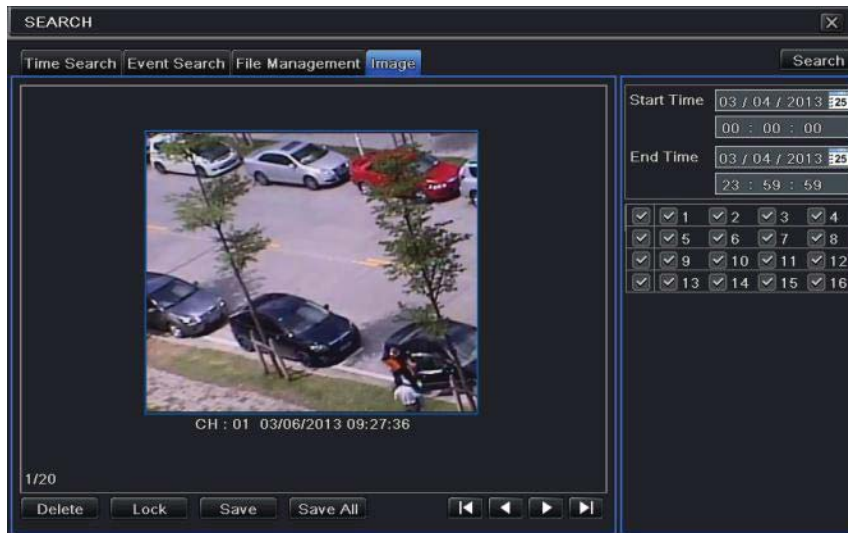 SEARCH
Time Search Event Search File Management Image
Search
Start Time 03 / 04 / 2013 25
00 : 00 : 00
End Time 03 / 04 / 2013 25
23 : 59 : 59
1 2 3 4
5 6 7 8
9 10 11 12
13 14 15 16
CH : 01 03/06/2013 09:27:36
1/20
Delete Lock Save Save All